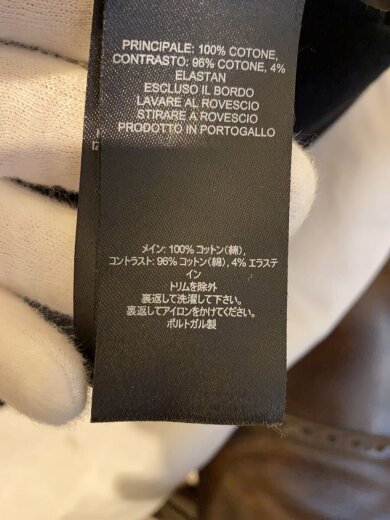 PRINCIPALE: 100% COTONE,
CONTRASTO: 96% COTONE, 4%
ELASTAN
ESCLUSO IL BORDO
LAVARE AL ROVESCIO
STIRARE A ROVESCIO
PRODOTTO IN PORTOGALLO
メイン: 100% コットン(綿),
コントラスト: 96% コットン(綿), 4% エラステ
イン
トリムを除外
裏返して洗濯して下さい。
裏返してアイロンをかけてください。
ポルトガル製